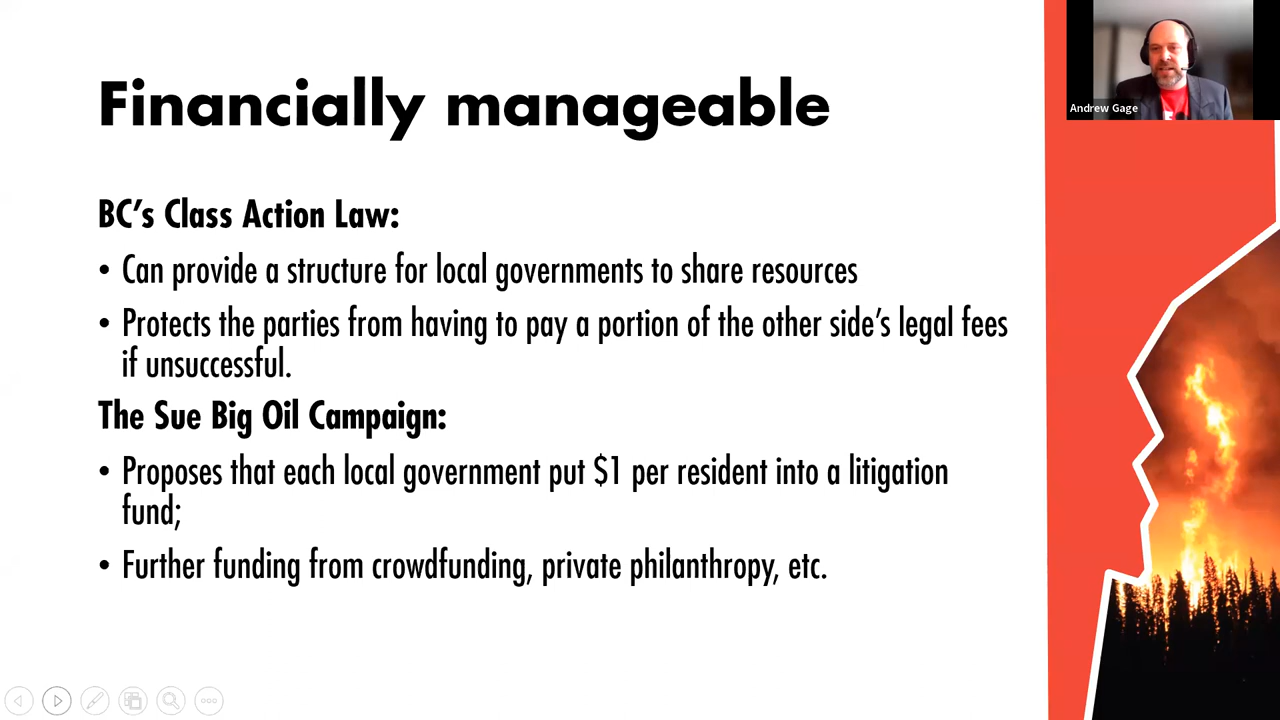 Financially manageable
Andrew Gage
BC’s Class Action Law:
• Can provide a structure for local governments to share resources
• Protects the parties from having to pay a portion of the other side’s legal fees
if unsuccessful.
The Sue Big Oil Campaign:
• Proposes that each local government put $1 per resident into a litigation
fund;
• Further funding from crowdfunding, private philanthropy, etc.